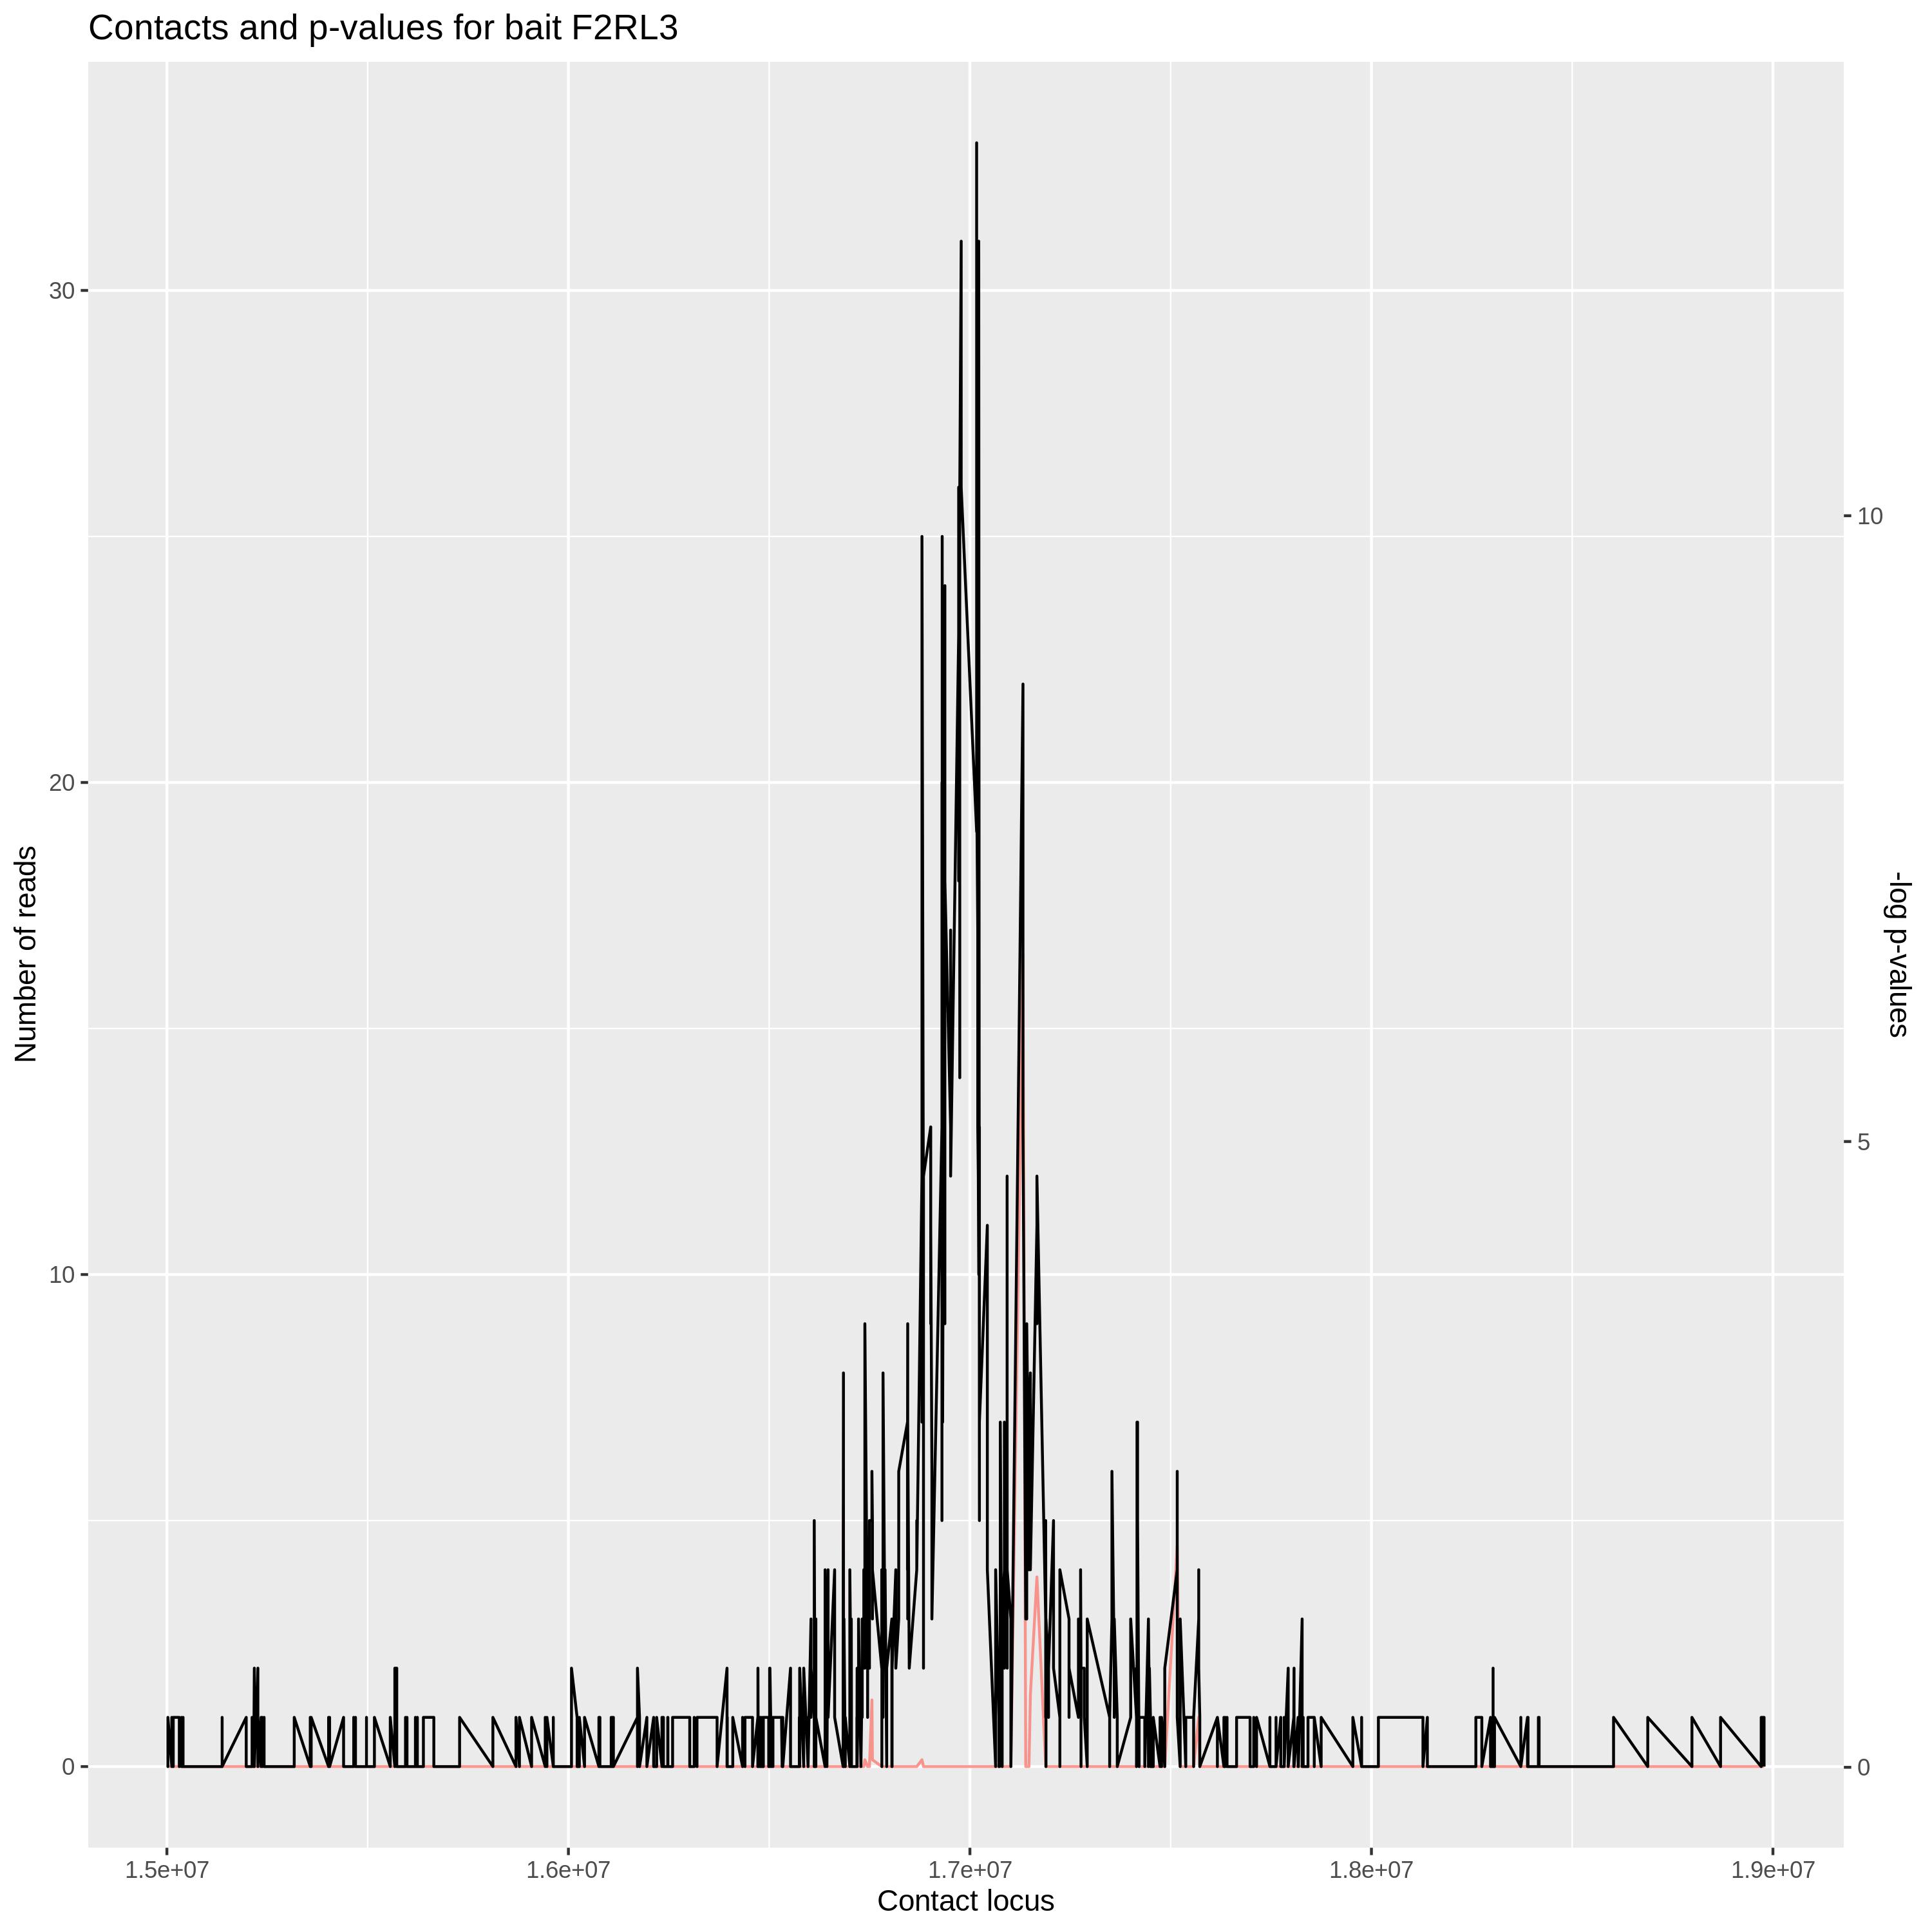 Contacts and p-values for bait F2RL3
Number of reads
30
20
10
0
10
5
0
-log p-values
1.5e+07 1.6e+07 1.7e+07 1.8e+07 1.9e+07
Contact locus